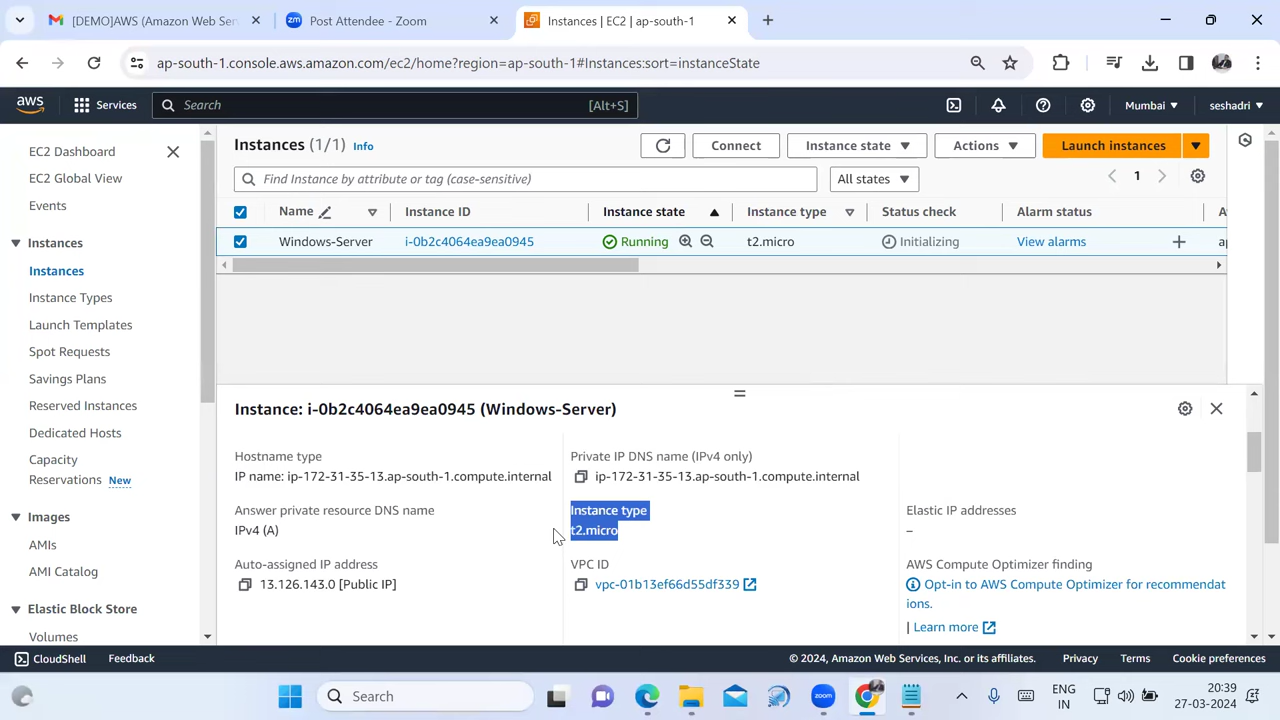 [DEMO]AWS (Amazon Web Ser
Post Attendee - Zoom
Instances | EC2 | ap-south-1
ap-south-1.console.aws.amazon.com/ec2/home?region=ap-south-1#Instances:sort=instanceState
aws
Services
Search
[Alt+S]
Mumbai
seshadri
EC2 Dashboard
EC2 Global View
Events
Instances
Instances
Instance Types
Launch Templates
Spot Requests
Savings Plans
Reserved Instances
Dedicated Hosts
Capacity
Reservations New
Images
AMIs
AMI Catalog
Elastic Block Store
Volumes
Instances (1/1) Info
Connect
Instance state
Actions
Launch instances
Find Instance by attribute or tag (case-sensitive)
All states
1
Name
Instance ID
Instance state
Instance type
Status check
Alarm status
A
Windows-Server
i-0b2c4064ea9ea0945
Running
t2.micro
Initializing
View alarms
ap
Instance: i-0b2c4064ea9ea0945 (Windows-Server)
Hostname type
IP name: ip-172-31-35-13.ap-south-1.compute.internal
Private IP DNS name (IPv4 only)
ip-172-31-35-13.ap-south-1.compute.internal
Answer private resource DNS name
IPv4 (A)
Instance type
t2.micro
Elastic IP addresses
–
Auto-assigned IP address
13.126.143.0 [Public IP]
VPC ID
vpc-01b13ef66d55df339
AWS Compute Optimizer finding
Opt-in to AWS Compute Optimizer for recommendat
ions.
| Learn more
CloudShell
Feedback
© 2024, Amazon Web Services, Inc. or its affiliates.
Privacy
Terms
Cookie preferences
Search
zoom
ENG
IN
20:39
27-03-2024